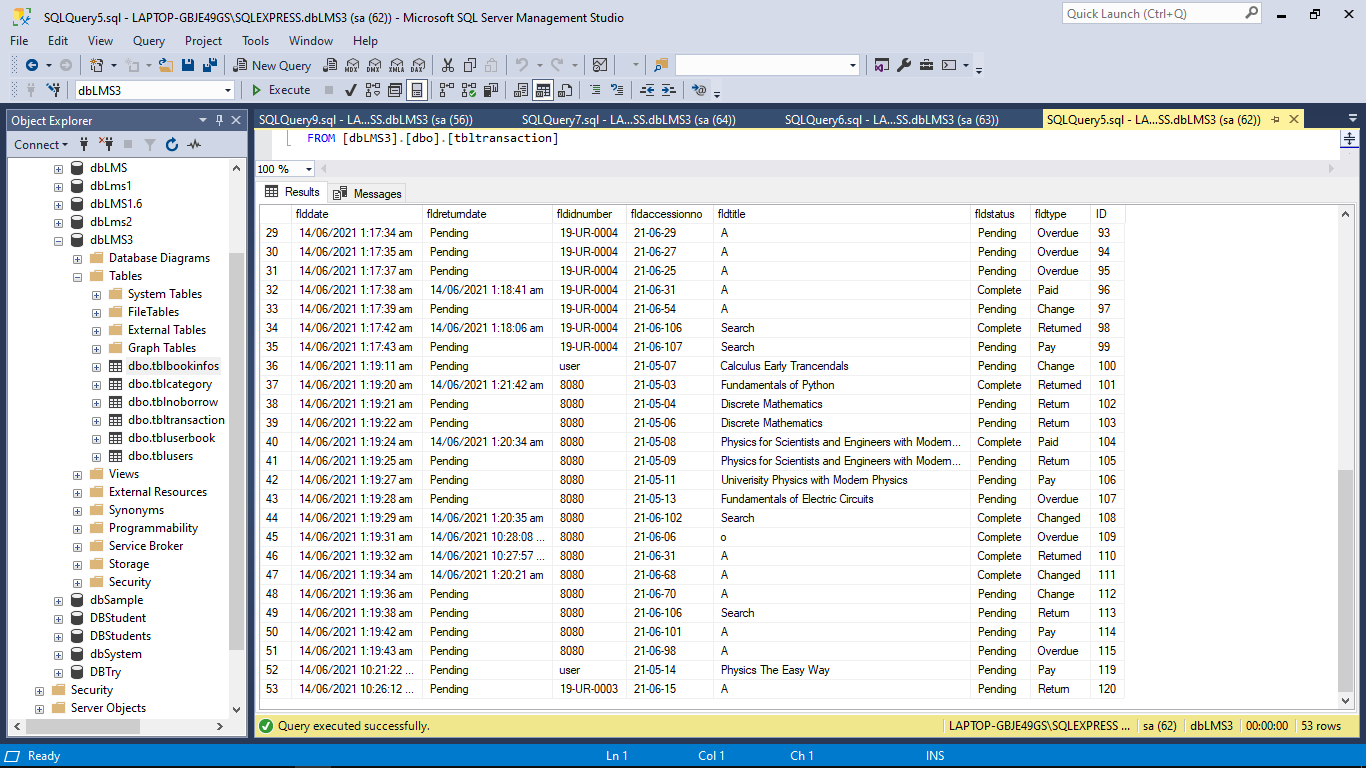 SQLQuery5.sql - LAPTOP-GBJE49GS\SQLEXPRESS.dbLMS3 (sa (62)) - Microsoft SQL Server Management Studio
Quick Launch (Ctrl+Q)
File Edit View Query Project Tools Window Help
New Query MDX DMX XMLA DAX
dbLMS3 Execute
Object Explorer
Connect
dbLMS
dbLms1
dbLMS1.6
dbLms2
dbLMS3
Database Diagrams
Tables
System Tables
FileTables
External Tables
Graph Tables
dbo.tblbookinfos
dbo.tblcategory
dbo.tblnoborrow
dbo.tbltransaction
dbo.tbluserbook
dbo.tblusers
Views
External Resources
Synonyms
Programmability
Service Broker
Storage
Security
dbSample
DBStudent
DBStudents
dbSystem
DBTry
Security
Server Objects
SQLQuery9.sql - LA...SS.dbLMS3 (sa (56)) SQLQuery7.sql - LA...SS.dbLMS3 (sa (64)) SQLQuery6.sql - LA...SS.dbLMS3 (sa (63)) SQLQuery5.sql - LA...SS.dbLMS3 (sa (62))
FROM [dbLMS3].[dbo].[tbltransaction]
100 %
Results Messages
flddate fldreturndate fldidnumber fldaccessionno fldtitle fldstatus fldtype ID
29 14/06/2021 1:17:34 am Pending 19-UR-0004 21-06-29 A Pending Overdue 93
30 14/06/2021 1:17:35 am Pending 19-UR-0004 21-06-27 A Pending Overdue 94
31 14/06/2021 1:17:37 am Pending 19-UR-0004 21-06-25 A Pending Overdue 95
32 14/06/2021 1:17:38 am 14/06/2021 1:18:41 am 19-UR-0004 21-06-31 A Complete Paid 96
33 14/06/2021 1:17:39 am Pending 19-UR-0004 21-06-54 A Pending Change 97
34 14/06/2021 1:17:42 am 14/06/2021 1:18:06 am 19-UR-0004 21-06-106 Search Complete Returned 98
35 14/06/2021 1:17:43 am Pending 19-UR-0004 21-06-107 Search Pending Pay 99
36 14/06/2021 1:19:11 am Pending user 21-05-07 Calculus Early Trancendals Pending Change 100
37 14/06/2021 1:19:20 am 14/06/2021 1:21:42 am 8080 21-05-03 Fundamentals of Python Complete Returned 101
38 14/06/2021 1:19:21 am Pending 8080 21-05-04 Discrete Mathematics Pending Return 102
39 14/06/2021 1:19:22 am Pending 8080 21-05-06 Discrete Mathematics Pending Return 103
40 14/06/2021 1:19:24 am 14/06/2021 1:20:34 am 8080 21-05-08 Physics for Scientists and Engineers with Modern... Complete Paid 104
41 14/06/2021 1:19:25 am Pending 8080 21-05-09 Physics for Scientists and Engineers with Modern... Pending Return 105
42 14/06/2021 1:19:27 am Pending 8080 21-05-11 Univerisity Physics with Modern Physics Pending Pay 106
43 14/06/2021 1:19:28 am Pending 8080 21-05-13 Fundamentals of Electric Circuits Pending Overdue 107
44 14/06/2021 1:19:29 am 14/06/2021 1:20:35 am 8080 21-06-102 Search Complete Changed 108
45 14/06/2021 1:19:31 am 14/06/2021 10:28:08 ... 8080 21-06-06 o Complete Overdue 109
46 14/06/2021 1:19:32 am 14/06/2021 10:27:57 ... 8080 21-06-31 A Complete Returned 110
47 14/06/2021 1:19:34 am 14/06/2021 1:20:21 am 8080 21-06-68 A Complete Changed 111
48 14/06/2021 1:19:36 am Pending 8080 21-06-70 A Pending Change 112
49 14/06/2021 1:19:38 am Pending 8080 21-06-106 Search Pending Return 113
50 14/06/2021 1:19:42 am Pending 8080 21-06-101 A Pending Pay 114
51 14/06/2021 1:19:43 am Pending 8080 21-06-98 A Pending Overdue 115
52 14/06/2021 10:21:22 ... Pending user 21-05-14 Physics The Easy Way Pending Pay 119
53 14/06/2021 10:26:12 ... Pending 19-UR-0003 21-06-15 A Pending Return 120
Query executed successfully. LAPTOP-GBJE49GS\SQLEXPRESS ... sa (62) dbLMS3 00:00:00 53 rows
Ready Ln 1 Col 1 Ch 1 INS